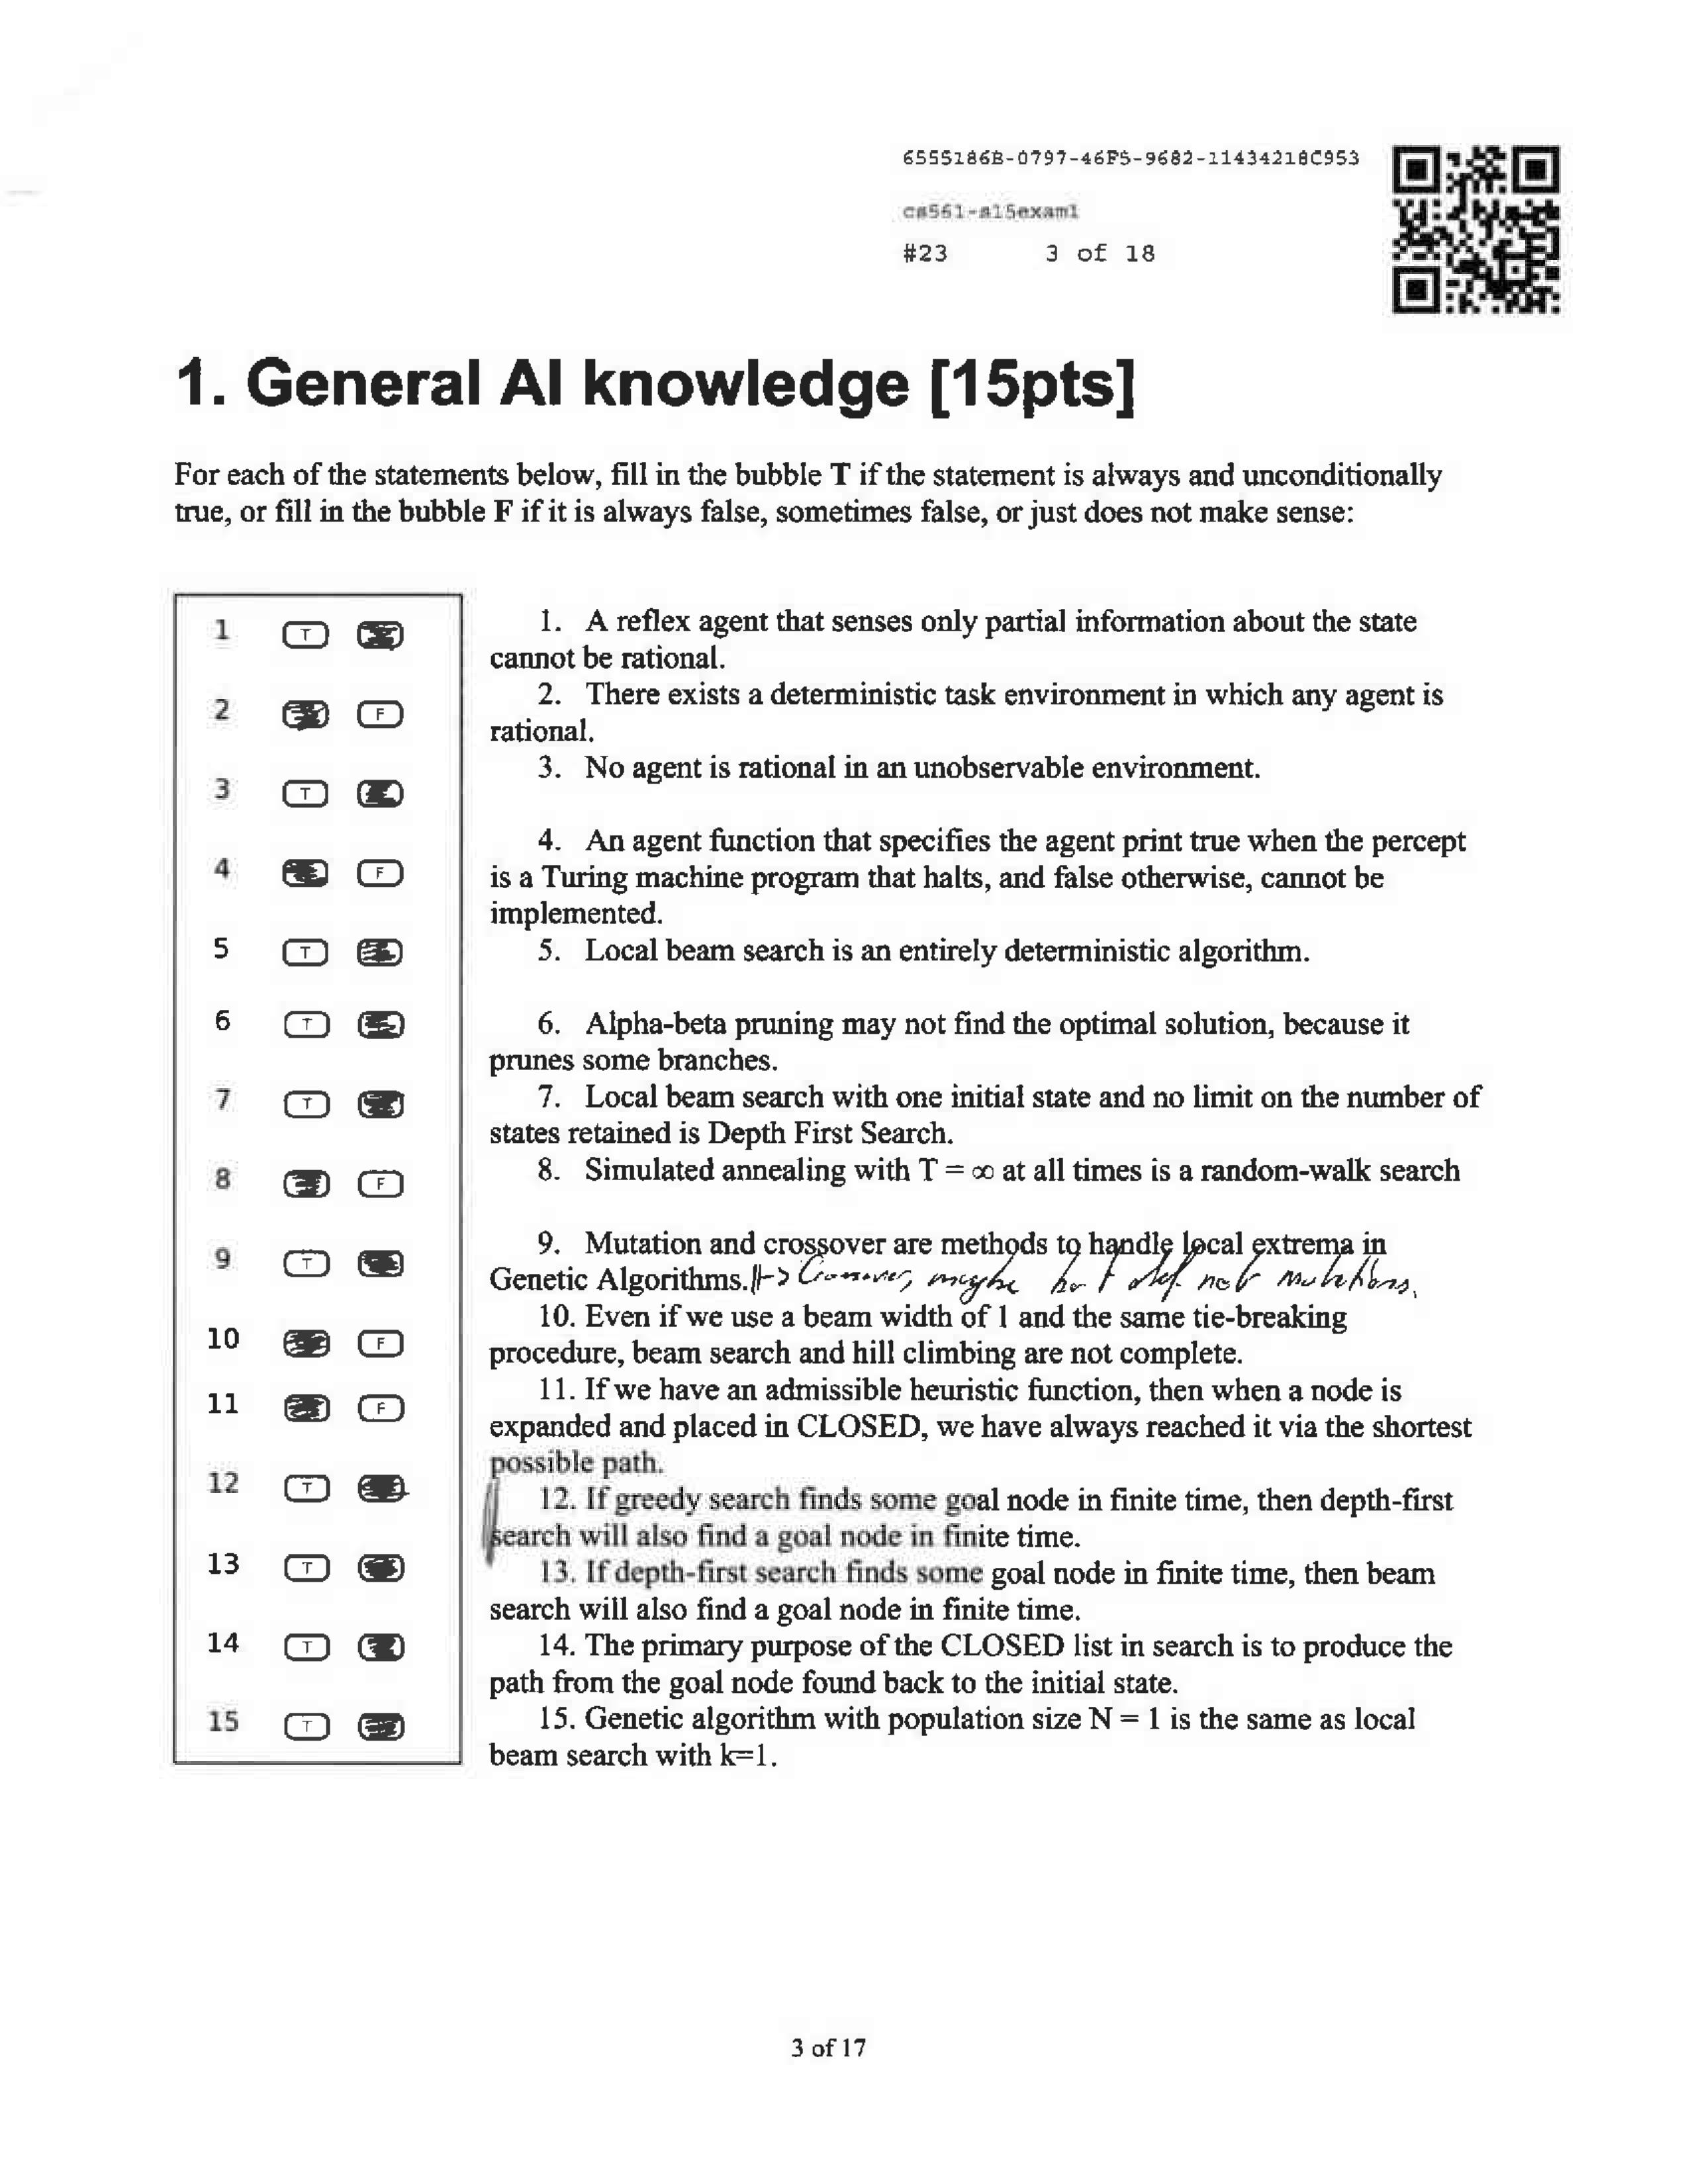 6555186B-0797-46F5-9682-11434218C953
cs561-s15exam1
#23 3 of 18
1. General AI knowledge [15pts]
For each of the statements below, fill in the bubble T if the statement is always and unconditionally
true, or fill in the bubble F if it is always false, sometimes false, or just does not make sense:
1 T
2 F
3 T
4 F
5 T
6 T
7 T
8 F
9 T
10 F
11 F
12 T
13 T
14 T
15 T
1. A reflex agent that senses only partial information about the state
cannot be rational.
2. There exists a deterministic task environment in which any agent is
rational.
3. No agent is rational in an unobservable environment.
4. An agent function that specifies the agent print true when the percept
is a Turing machine program that halts, and false otherwise, cannot be
implemented.
5. Local beam search is an entirely deterministic algorithm.
6. Alpha-beta pruning may not find the optimal solution, because it
prunes some branches.
7. Local beam search with one initial state and no limit on the number of
states retained is Depth First Search.
8. Simulated annealing with T = ∞ at all times is a random-walk search
9. Mutation and crossover are methods to handle local extrema in
Genetic Algorithms. maybe but def not mutations.
10. Even if we use a beam width of 1 and the same tie-breaking
procedure, beam search and hill climbing are not complete.
11. If we have an admissible heuristic function, then when a node is
expanded and placed in CLOSED, we have always reached it via the shortest
possible path.
12. If greedy search finds some goal node in finite time, then depth-first
search will also find a goal node in finite time.
13. If depth-first search finds some goal node in finite time, then beam
search will also find a goal node in finite time.
14. The primary purpose of the CLOSED list in search is to produce the
path from the goal node found back to the initial state.
15. Genetic algorithm with population size N = 1 is the same as local
beam search with k=1.
3 of 17